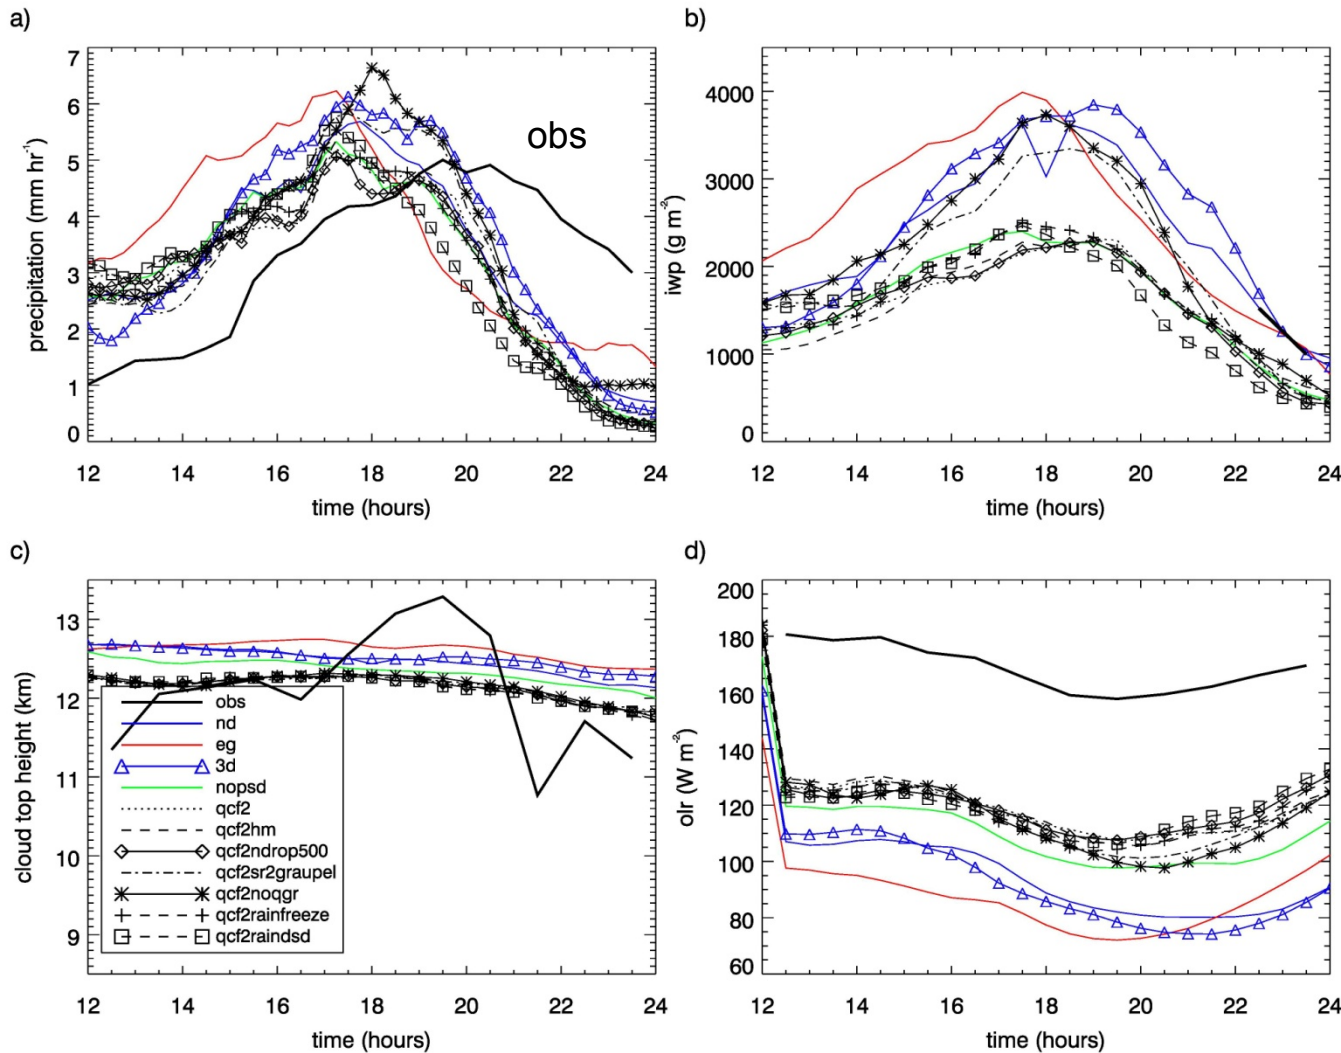 a)
7
6
5
4
3
2
1
0
precipitation (mm hr⁻¹)
obs
12 14 16 18 20 22 24
time (hours)
b)
4000
3000
2000
1000
0
iwp (g m⁻²)
12 14 16 18 20 22 24
time (hours)
c)
13
12
11
10
9
cloud top height (km)
obs
nd
eg
3d
nopsd
qcf2
qcf2hm
qcf2ndrop500
qcf2sr2graupel
qcf2noqgr
qcf2rainfreeze
qcf2raindsd
12 14 16 18 20 22 24
time (hours)
d)
200
180
160
140
120
100
80
60
olr (W m⁻²)
12 14 16 18 20 22 24
time (hours)